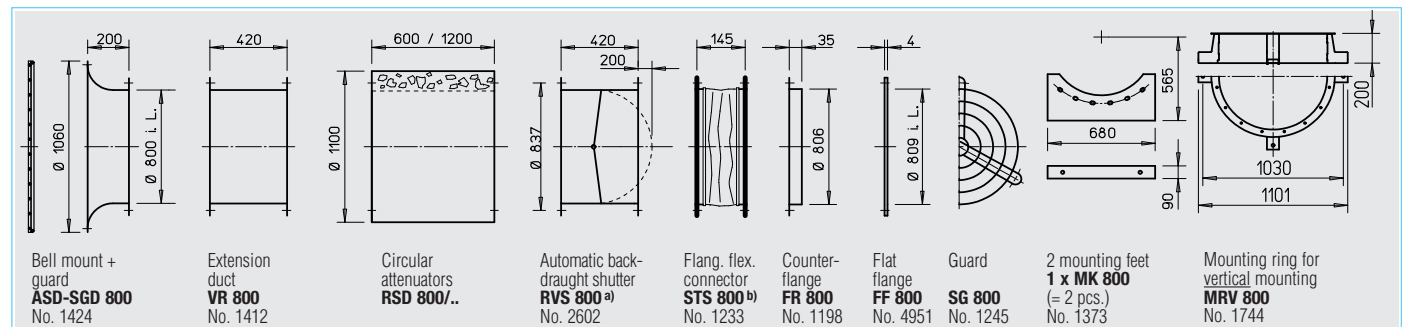 200
420
600 / 1200
420
200
145
35
4
Ø 1060
Ø 800 i. L.
Ø 1100
Ø 837
Ø 806
Ø 809 i. L.
565
680
90
200
1030
1101
Bell mount +
guard
ASD-SGD 800
No. 1424
Extension
duct
VR 800
No. 1412
Circular
attenuators
RSD 800/..
Automatic back-
draught shutter
RVS 800 a)
No. 2602
Flang. flex.
connector
STS 800 b)
No. 1233
Counter-
flange
FR 800
No. 1198
Flat
flange
FF 800
No. 4951
Guard
SG 800
No. 1245
2 mounting feet
1 x MK 800
(= 2 pcs.)
No. 1373
Mounting ring for
vertical mounting
MRV 800
No. 1744